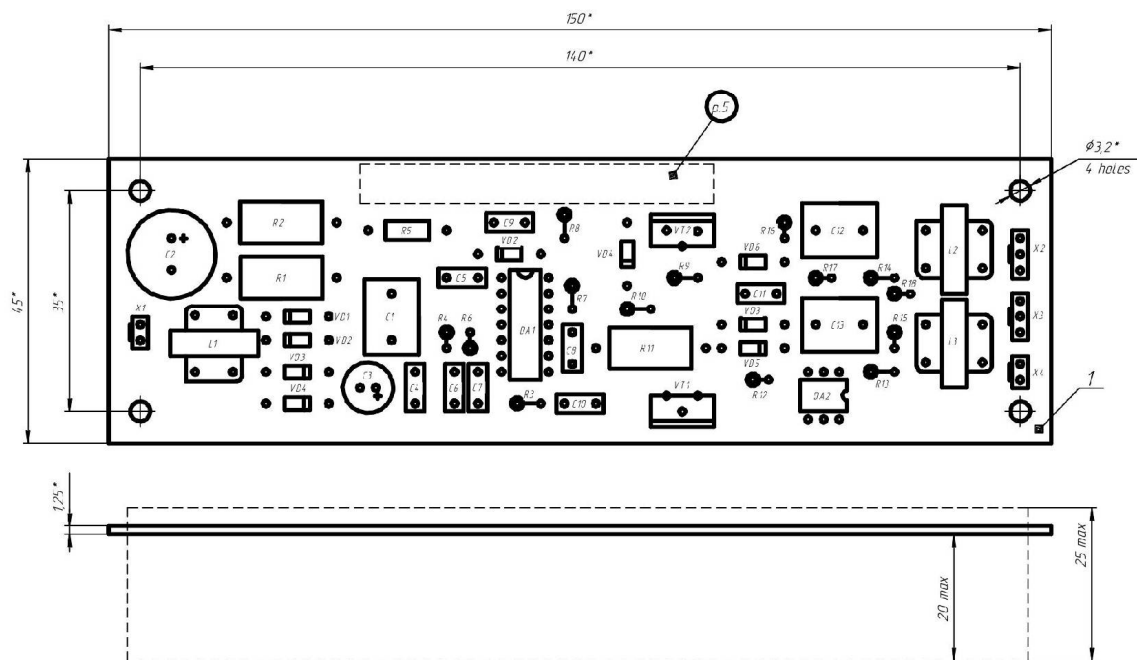 150*
140*
p.5
Ø3,2*
4 holes
45*
35*
C2
R2
R1
R5
C9
R8
VD2
VD4
VT2
R9
R16
VD6
C12
L2
X2
X1
L1
VD1
VD2
VD3
VD4
C1
C3
C5
R4
R6
DA1
R7
R10
C8
R11
C11
VD3
VD5
R17
R14
R18
C13
R15
L3
X3
X4
C4
C6
C7
R3
C10
VT1
R12
DA2
R13
1
1,25*
20 max
25 max